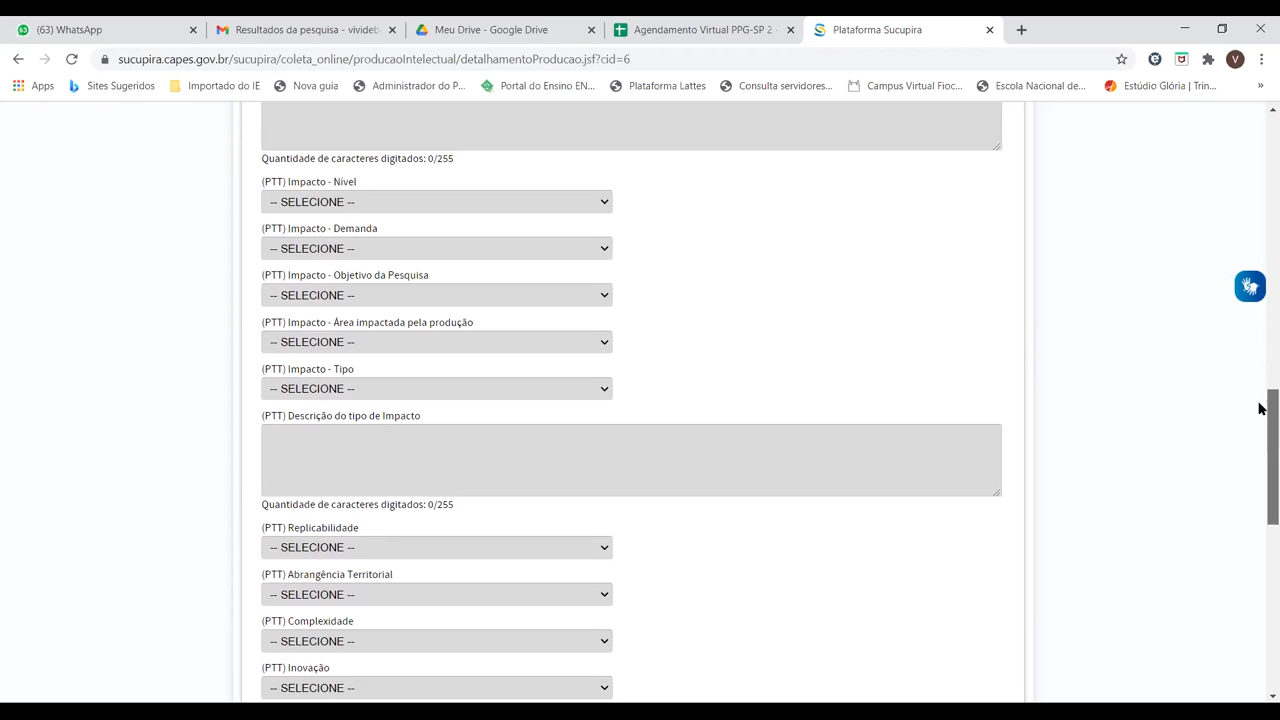 (63) WhatsApp
Resultados da pesquisa - vivideb
Meu Drive - Google Drive
Agendamento Virtual PPG-SP 2 -
Plataforma Sucupira
sucupira.capes.gov.br/sucupira/coleta_online/producaoIntelectual/detalhamentoProducao.jsf?cid=6
V
Apps
Sites Sugeridos
Importado do IE
Nova guia
Administrador do P...
Portal do Ensino EN...
Plataforma Lattes
Consulta servidores...
Campus Virtual Fioc...
Escola Nacional de...
Estúdio Glória | Trin...
»
Quantidade de caracteres digitados: 0/255
(PTT) Impacto - Nível
-- SELECIONE --
(PTT) Impacto - Demanda
-- SELECIONE --
(PTT) Impacto - Objetivo da Pesquisa
-- SELECIONE --
(PTT) Impacto - Área impactada pela produção
-- SELECIONE --
(PTT) Impacto - Tipo
-- SELECIONE --
(PTT) Descrição do tipo de Impacto
Quantidade de caracteres digitados: 0/255
(PTT) Replicabilidade
-- SELECIONE --
(PTT) Abrangência Territorial
-- SELECIONE --
(PTT) Complexidade
-- SELECIONE --
(PTT) Inovação
-- SELECIONE --